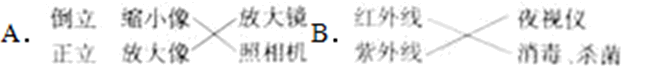 A. 倒立 缩小像 放大镜 B. 红外线 夜视仪
正立 放大像 照相机 紫外线 消毒、杀菌